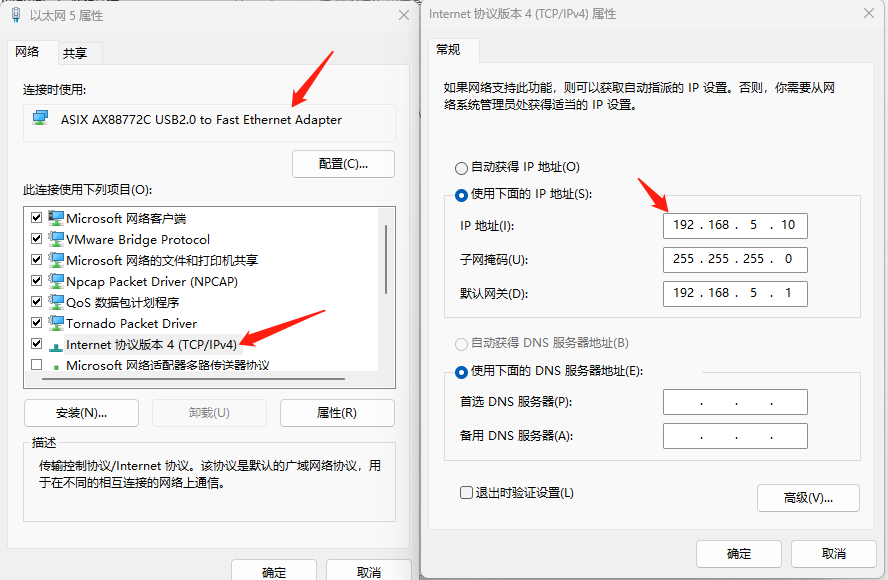 以太网 5 属性
网络
共享
连接时使用:
ASIX AX88772C USB2.0 to Fast Ethernet Adapter
配置(C)...
此连接使用下列项目(O):
Microsoft 网络客户端
VMware Bridge Protocol
Microsoft 网络的文件和打印机共享
Npcap Packet Driver (NPCAP)
QoS 数据包计划程序
Tornado Packet Driver
Internet 协议版本 4 (TCP/IPv4)
Microsoft 网络适配器多路传送器协议
安装(N)...
卸载(U)
属性(R)
描述
传输控制协议/Internet 协议。该协议是默认的广域网络协议，用
于在不同的相互连接的网络上通信。
确定
取消
Internet 协议版本 4 (TCP/IPv4) 属性
常规
如果网络支持此功能，则可以获取自动指派的 IP 设置。否则，你需要从网
络系统管理员处获得适当的 IP 设置。
自动获得 IP 地址(O)
使用下面的 IP 地址(S):
IP 地址(I):
192 . 168 . 5 . 10
子网掩码(U):
255 . 255 . 255 . 0
默认网关(D):
192 . 168 . 5 . 1
自动获得 DNS 服务器地址(B)
使用下面的 DNS 服务器地址(E):
首选 DNS 服务器(P):
. . .
备用 DNS 服务器(A):
. . .
退出时验证设置(L)
高级(V)...
确定
取消